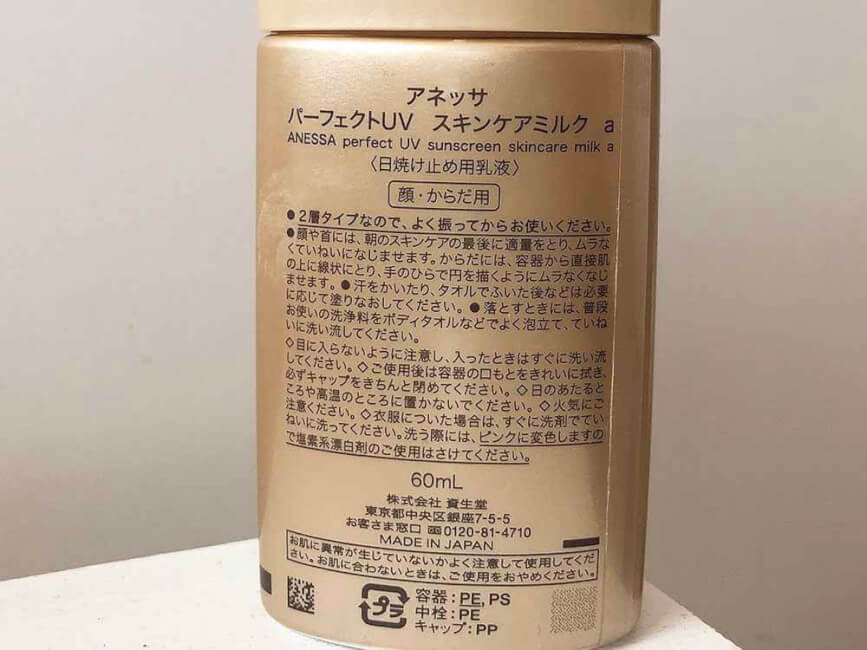 アネッサ
パーフェクトUV スキンケアミルク a
ANESSA perfect UV sunscreen skincare milk a
〈日焼け止め用乳液〉
顔・からだ用
●2層タイプなので、よく振ってからお使いください。
●顔や首には、朝のスキンケアの最後に適量をとり、ムラな
くていねいになじませます。からだには、容器から直接肌
の上に線状にとり、手のひらで円を描くようにムラなくなじ
ませます。●汗をかいたり、タオルでふいた後などは必要
に応じて塗りなおしてください。●落とすときには、普段
お使いの洗浄料をボディタオルなどでよく泡立て、ていね
いに洗い流してください。
◇目に入らないように注意し、入ったときはすぐに洗い流
してください。◇ご使用後は容器の口もとをきれいに拭き、
必ずキャップをきちんと閉めてください。◇日のあたると
ころや高温のところに置かないでください。◇火気にご
注意ください。◇衣服についた場合は、すぐに洗剤でてい
ねいに洗ってください。洗う際には、ピンクに変色しますの
で塩素系漂白剤のご使用はさけてください。
60mL
株式会社 資生堂
東京都中央区銀座7-5-5
お客さま窓口 0120-81-4710
MADE IN JAPAN
お肌に異常が生じていないかよく注意して使用してくだ
さい。お肌に合わないときは、ご使用をおやめください。
プラ
容器：PE,PS
中栓：PE
キャップ：PP